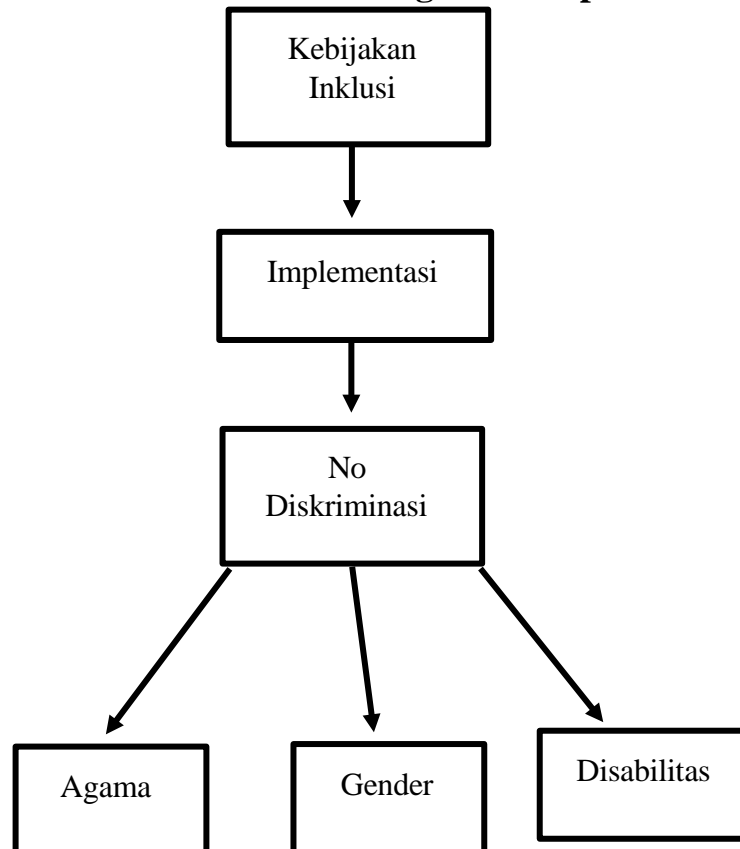 Kebijakan
Inklusi
Implementasi
No
Diskriminasi
Agama
Gender
Disabilitas